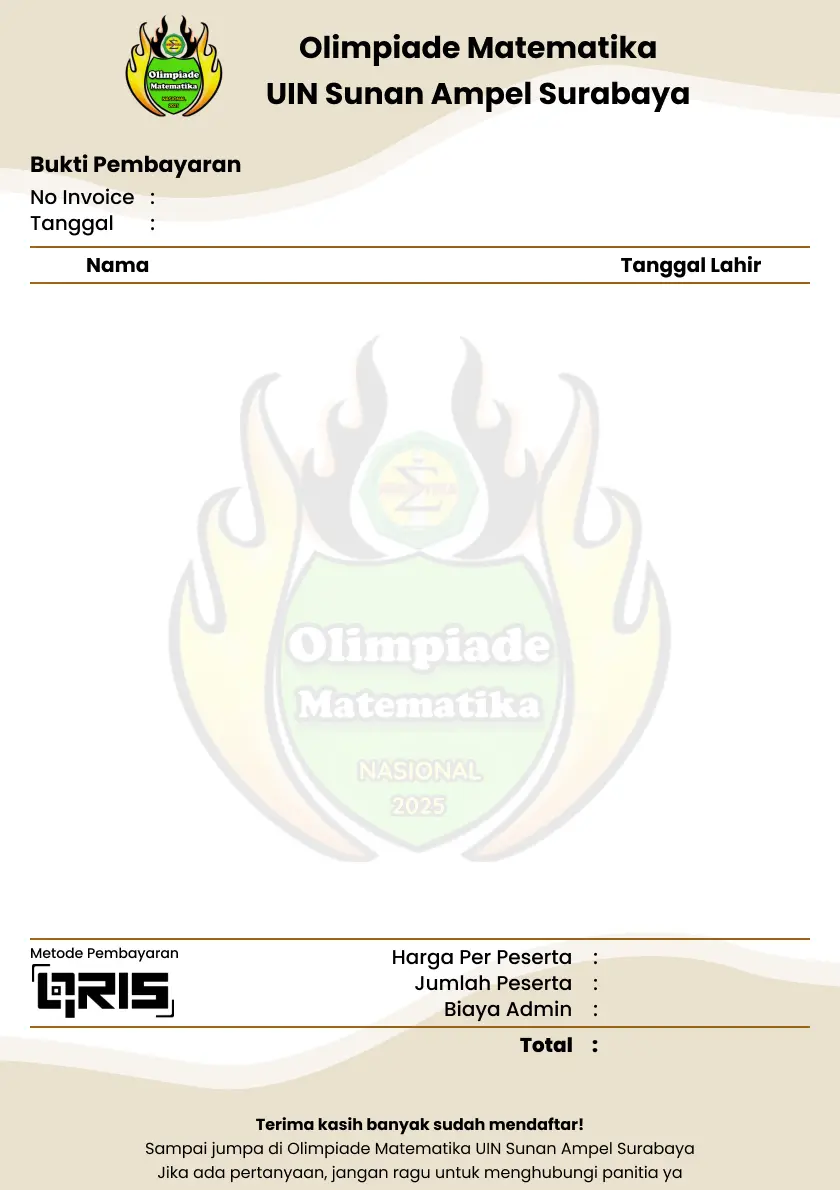 Olimpiade
Matematika
NASIONAL
2025
Olimpiade Matematika
UIN Sunan Ampel Surabaya
Bukti Pembayaran
No Invoice :
Tanggal :
Nama Tanggal Lahir
Σ
Olimpiade
Matematika
NASIONAL
2025
Metode Pembayaran
QRIS
Harga Per Peserta :
Jumlah Peserta :
Biaya Admin :
Total :
Terima kasih banyak sudah mendaftar!
Sampai jumpa di Olimpiade Matematika UIN Sunan Ampel Surabaya
Jika ada pertanyaan, jangan ragu untuk menghubungi panitia ya